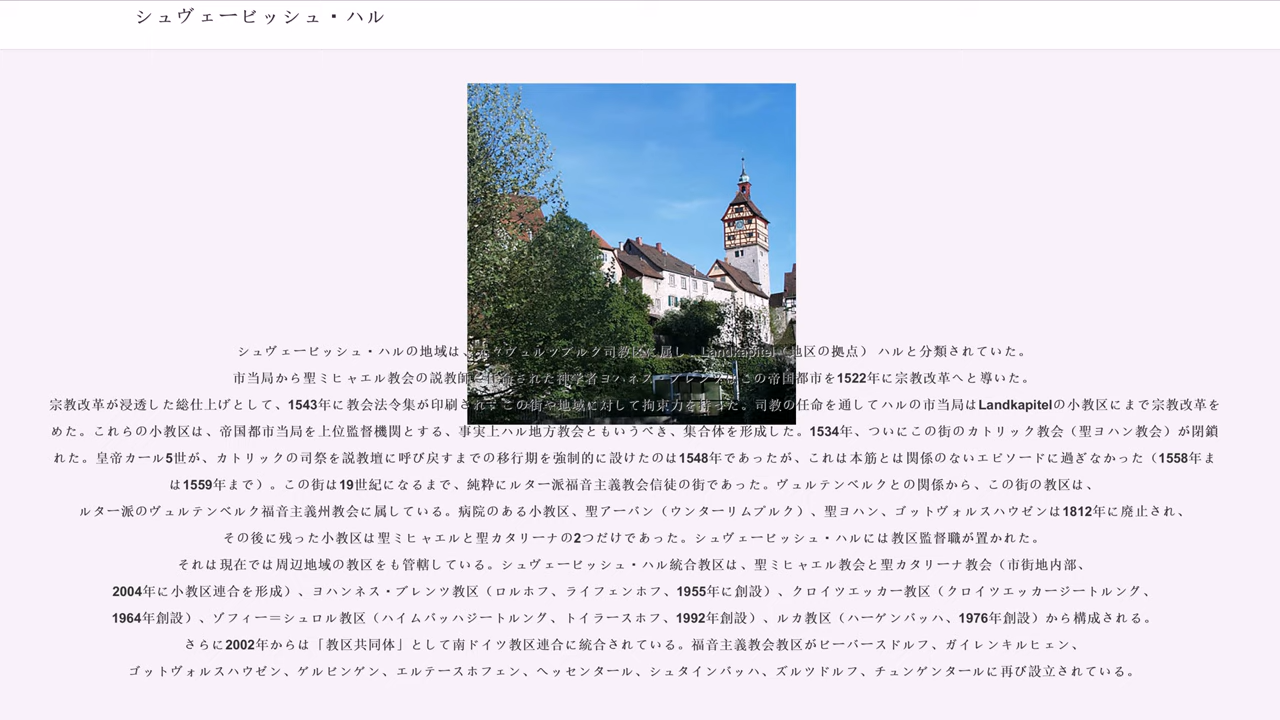 シュヴェービッシュ・ハル
シュヴェービッシュ・ハルの地域は、元々ヴュルツブルク司教区に属し、Landkapitel（地区の拠点） ハルと分類されていた。
市当局から聖ミヒャエル教会の説教師に任命された神学者ヨハネス・ブレンツはこの帝国都市を1522年に宗教改革へと導いた。
宗教改革が浸透した総仕上げとして、1543年に教会法令集が印刷され、この街や地域に対して拘束力を持った。司教の任命を通してハルの市当局はLandkapitelの小教区にまで宗教改革を
めた。これらの小教区は、帝国都市当局を上位監督機関とする、事実上ハル地方教会ともいうべき、集合体を形成した。1534年、ついにこの街のカトリック教会（聖ヨハン教会）が閉鎖
れた。皇帝カール5世が、カトリックの司祭を説教壇に呼び戻すまでの移行期を強制的に設けたのは1548年であったが、これは本筋とは関係のないエピソードに過ぎなかった（1558年ま
は1559年まで）。この街は19世紀になるまで、純粋にルター派福音主義教会信徒の街であった。ヴュルテンベルクとの関係から、この街の教区は、
ルター派のヴュルテンベルク福音主義州教会に属している。病院のある小教区、聖アーバン（ウンターリムブルク）、聖ヨハン、ゴットヴォルスハウゼンは1812年に廃止され、
その後に残った小教区は聖ミヒャエルと聖カタリーナの2つだけであった。シュヴェービッシュ・ハルには教区監督職が置かれた。
それは現在では周辺地域の教区をも管轄している。シュヴェービッシュ・ハル統合教区は、聖ミヒャエル教会と聖カタリーナ教会（市街地内部、
2004年に小教区連合を形成）、ヨハンネス・ブレンツ教区（ロルホフ、ライフェンホフ、1955年に創設）、クロイツエッカー教区（クロイツエッカージートルング、
1964年創設）、ゾフィー＝ショロル教区（ハイムバッハジートルング、トイラースホフ、1992年創設）、ルカ教区（ハーゲンバッハ、1976年創設）から構成される。
さらに2002年からは「教区共同体」として南ドイツ教区連合に統合されている。福音主義教会教区がビーバースドルフ、ガイレンキルヒェン、
ゴットヴォルスハウゼン、ゲルビンゲン、エルテースホフェン、ヘッセンタール、シュタインバッハ、ズルツドルフ、チュンゲンタールに再び設立されている。